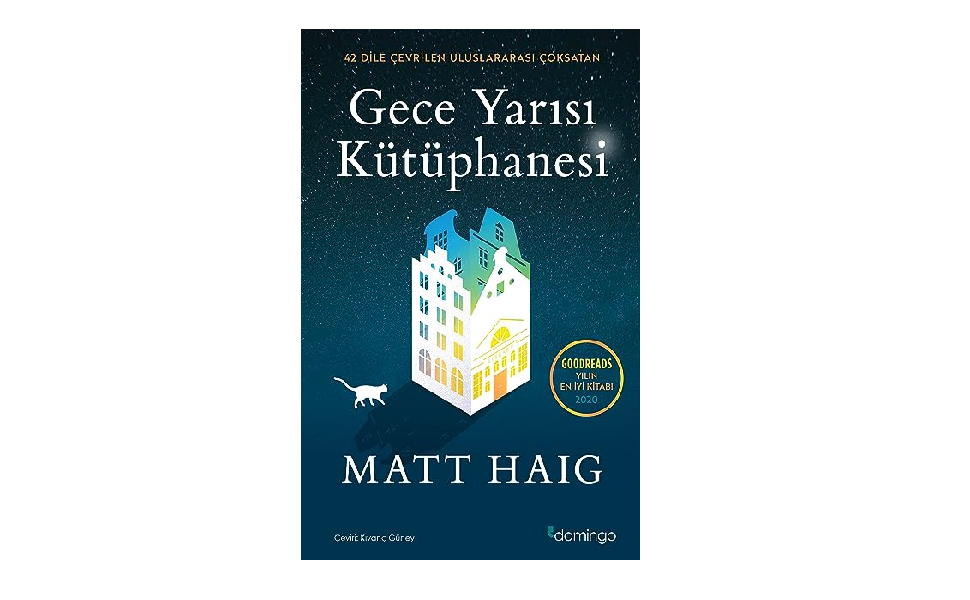 42 DİLE ÇEVRİLEN ULUSLARARASI ÇOKSATAN
Gece Yarısı
Kütüphanesi
GOODREADS
YILIN
EN İYİ KİTABI
2020
MATT HAIG
Çeviri: Kıvanç Güney
domingo